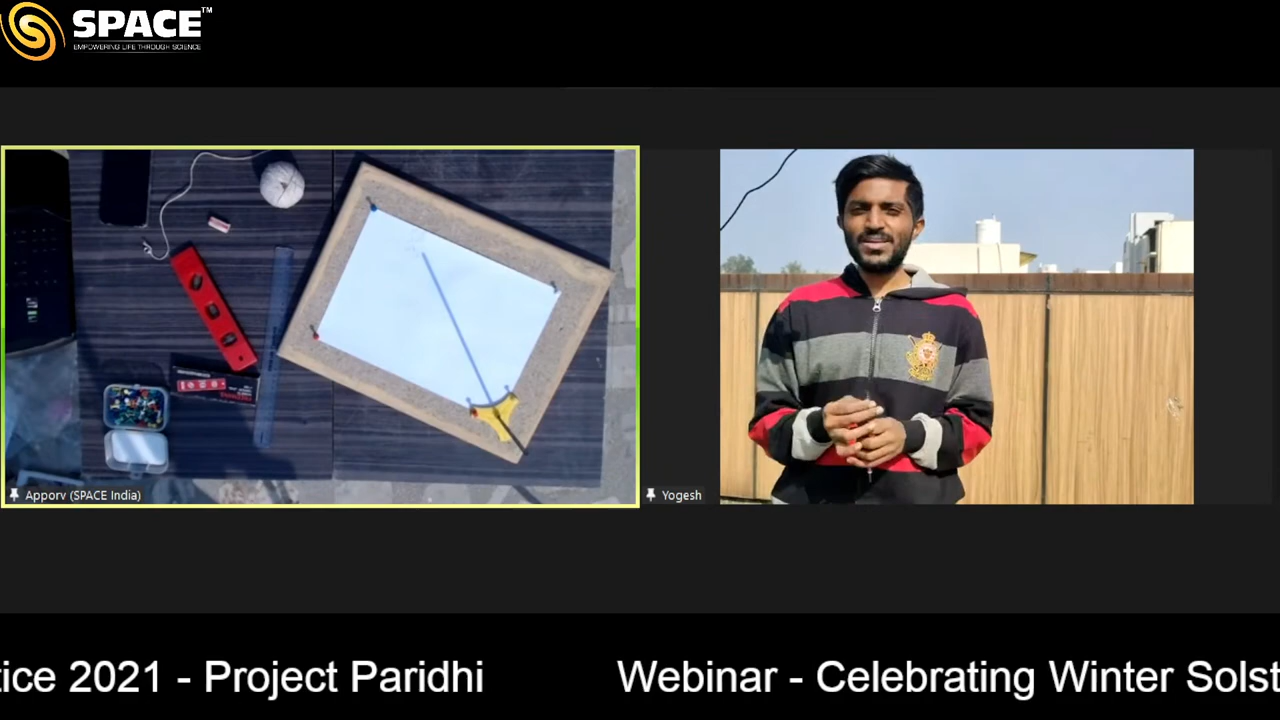 SPACE™
EMPOWERING LIFE THROUGH SCIENCE
Apporv (SPACE India)
Yogesh
tice 2021 - Project Paridhi Webinar - Celebrating Winter Solst